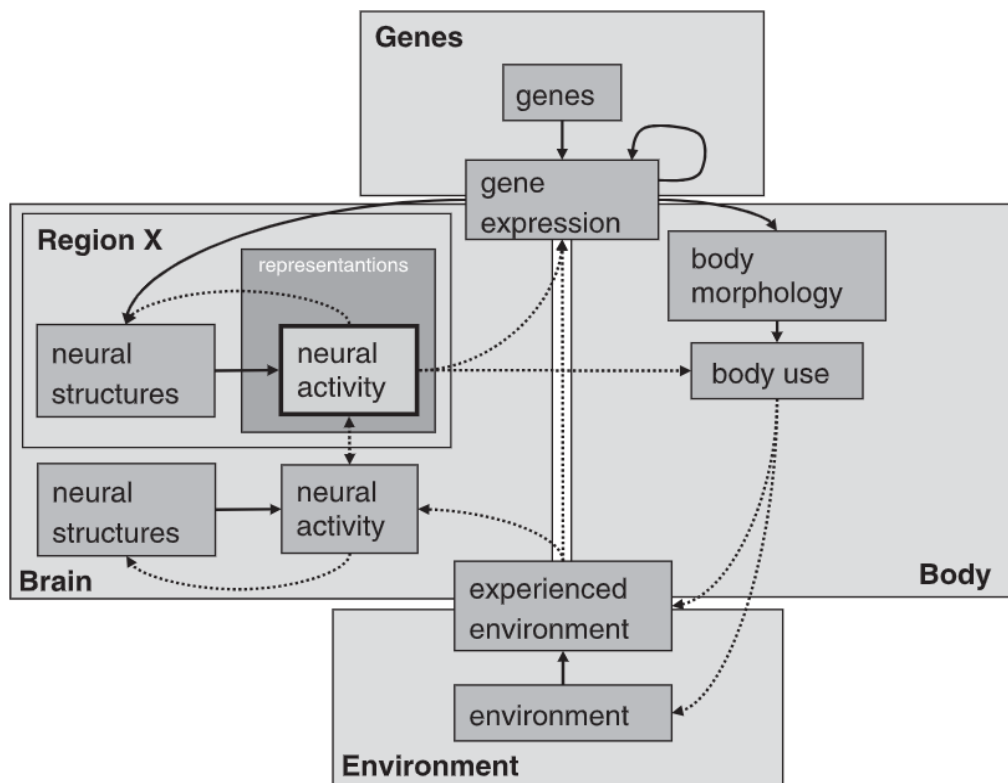 Genes
genes
gene
expression
Region X
representantions
body
morphology
neural
structures
neural
activity
body use
neural
structures
neural
activity
Brain
experienced
environment
Body
environment
Environment